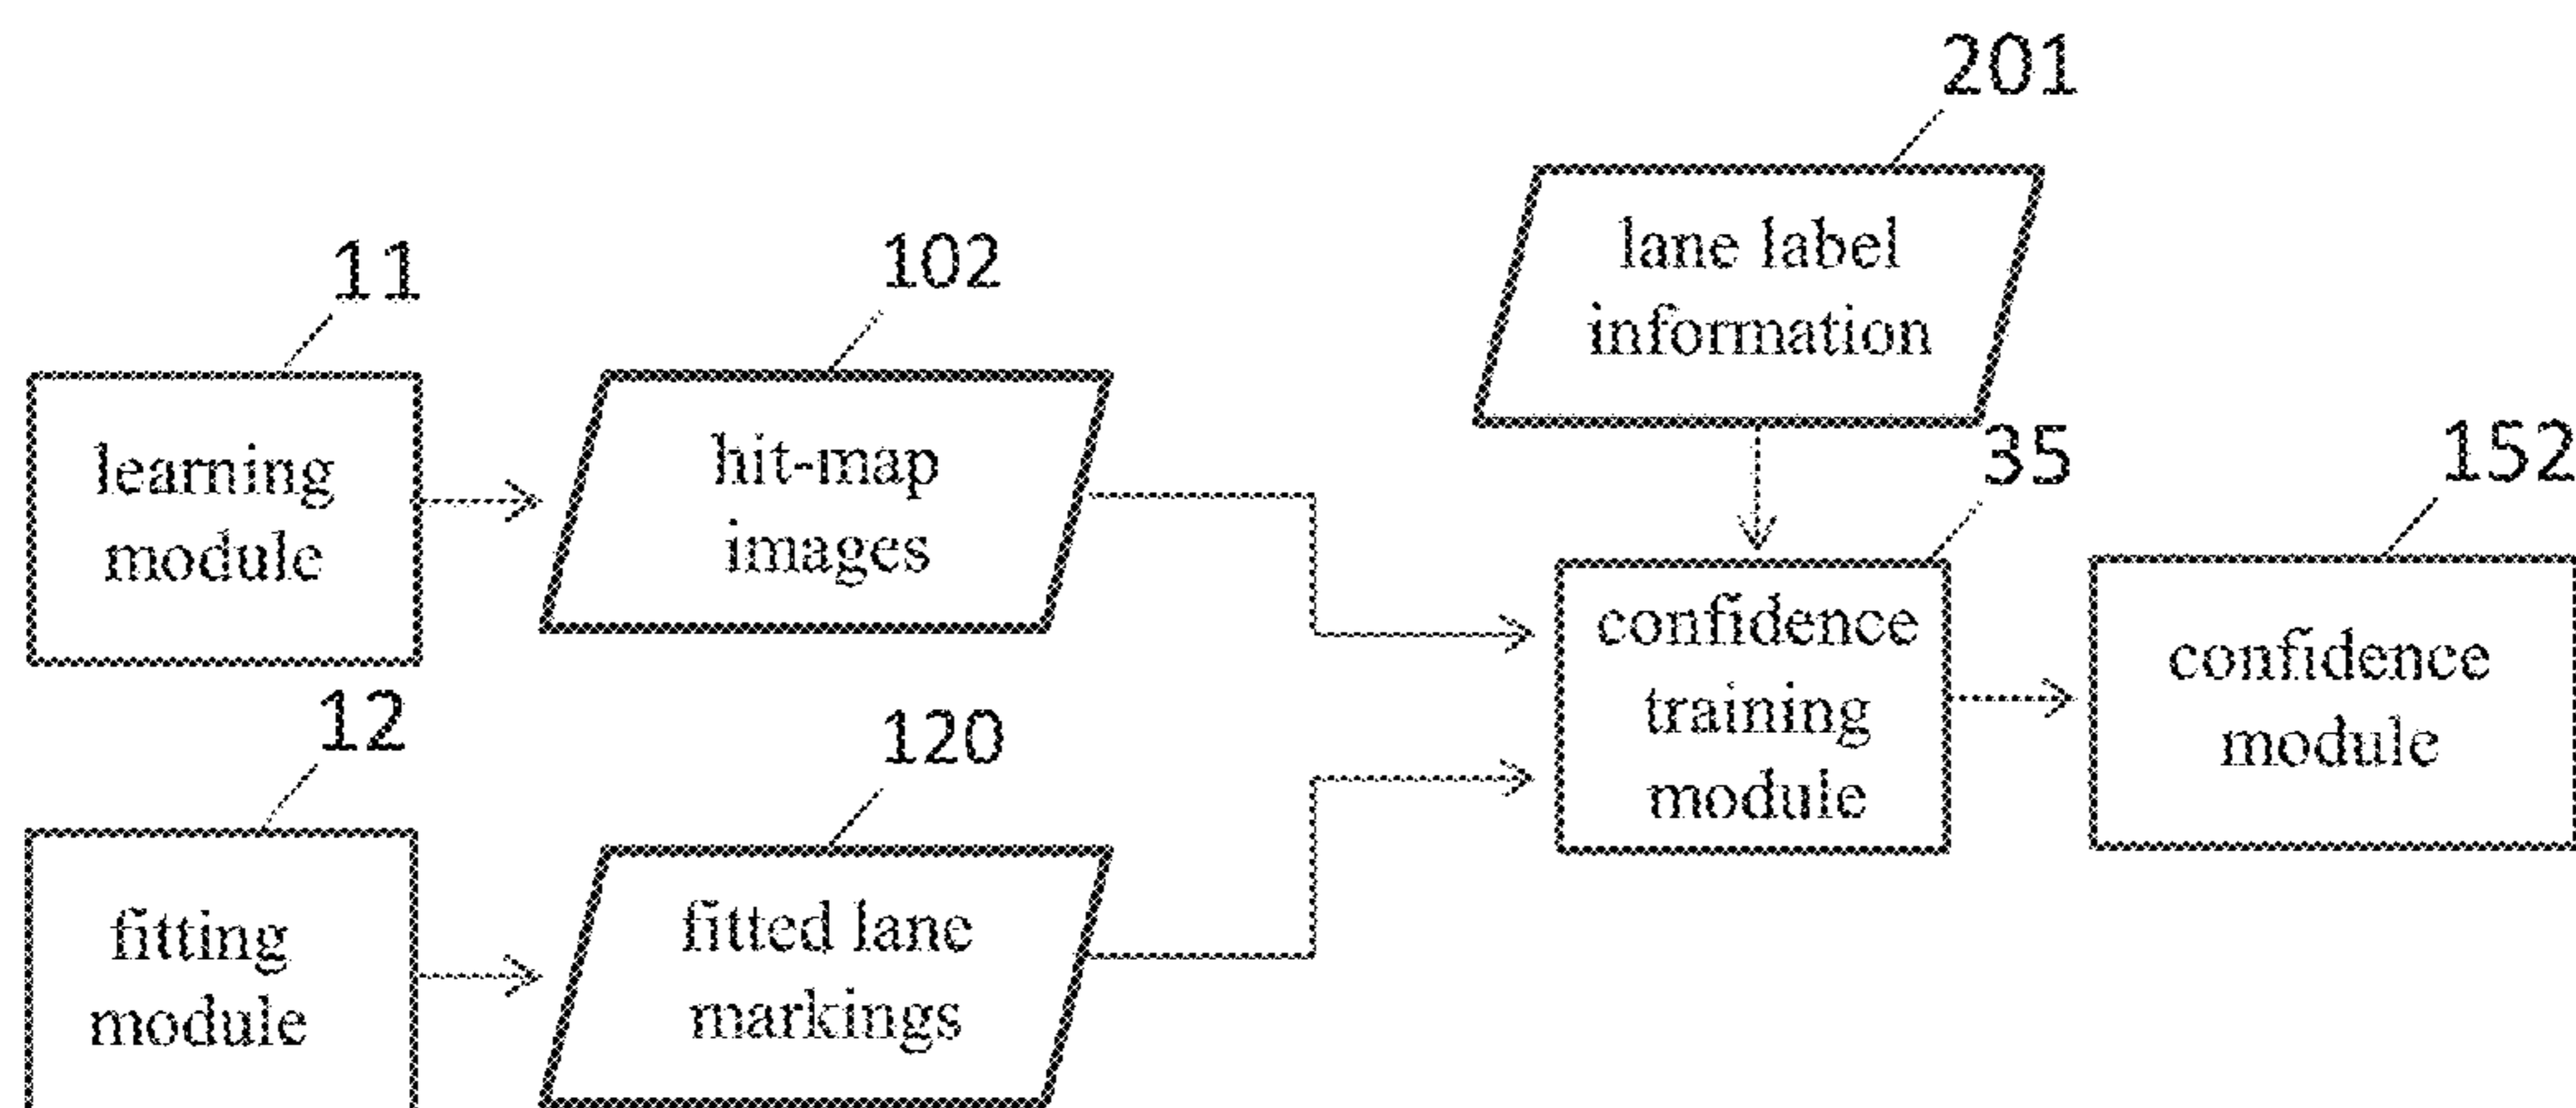 201
lane label
information
11
102
learning
module
hit-map
images
35
152
confidence
training
module
confidence
module
12
120
fitting
module
fitted lane
markings